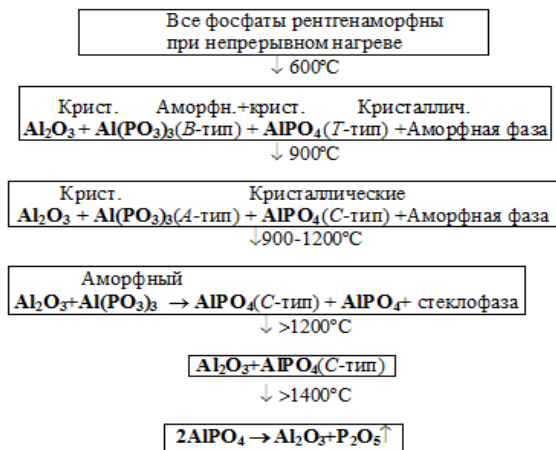 Все фосфаты рентгенаморфны
при непрерывном нагреве
↓ 600°C
Крист. Аморфн.+крист. Кристаллич.
Al₂O₃ + Al(PO₃)₃(B-тип) + AlPO₄(T-тип) +Аморфная фаза
↓ 900°C
Крист. Кристаллические
Al₂O₃ + Al(PO₃)₃(A-тип) + AlPO₄(C-тип) +Аморфная фаза
↓900-1200°C
Аморфный
Al₂O₃+Al(PO₃)₃ → AlPO₄(C-тип) + AlPO₄+ стеклофаза
↓ >1200°C
Al₂O₃+AlPO₄(C-тип)
↓ >1400°C
2AlPO₄ → Al₂O₃+P₂O₅↑